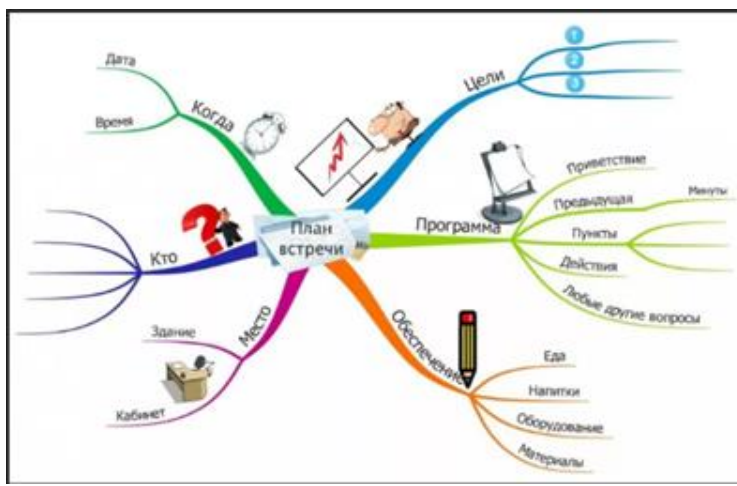 План
встречи
Цели
1
2
3
Программа
Приветствие
Предыдущая
Минуты
Пункты
Действия
Любые другие вопросы
Обеспечение
Еда
Напитки
Оборудование
Материалы
Место
Здание
Кабинет
Кто
Когда
Дата
Время